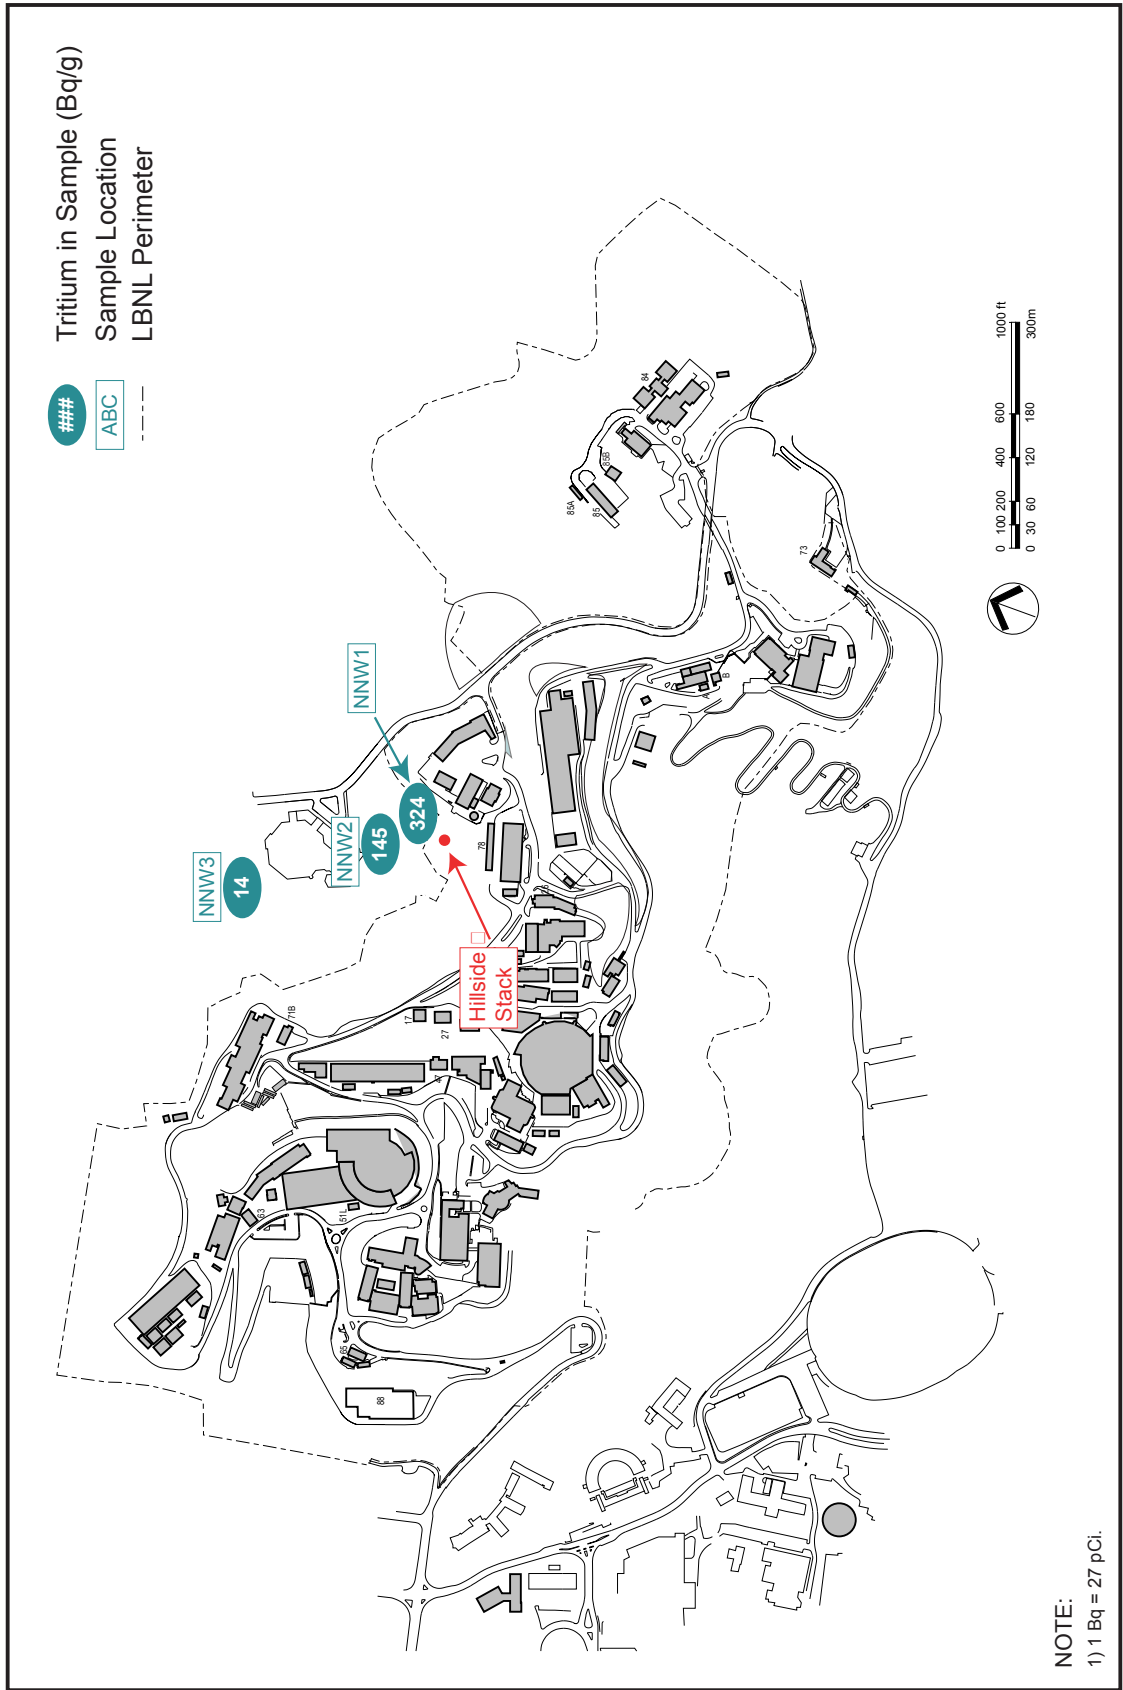 ### Tritium in Sample (Bq/g)
ABC Sample Location
LBNL Perimeter
NNW3
14
NNW2
145
NNW1
324
Hillside
Stack
85A
85
85B
84
73
78
A
B
17
27
71B
47
63
51L
65
88
0 100 200 400 600 1000 ft
0 30 60 120 180 300m
NOTE:
1) 1 Bq = 27 pCi.